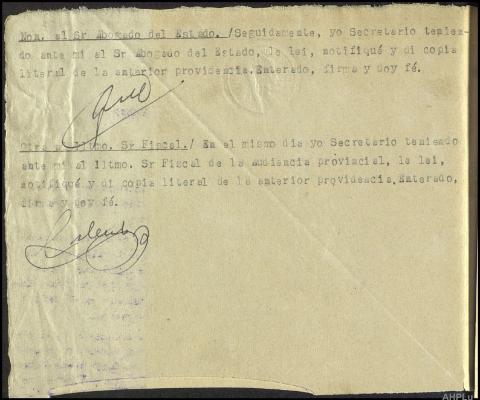 Non. al Sr Abogado del Estado. /Seguidamente, yo Secretario tenien-
do ante mi al Sr Abogado del Estado, le lei, notifiqué y di copia
literal de la anterior providencia.Enterado, firma y doy fé.
Otra al Iltmo. Sr Fiscal./ En el mismo dia yo Secretario teniendo
ante mi al Iltmo. Sr Fiscal de la Audiencia provincial, le lei,
notifiqué y di copia literal de la anterior providencia.Enterado,
firma y doy fé.
AHPLu